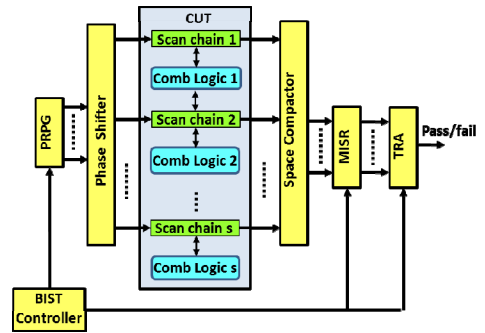 CUT
Scan chain 1
Comb Logic 1
Scan chain 2
Comb Logic 2
Scan chain s
Comb Logic s
PRPG
Phase Shifter
Space Compactor
MISR
TRA
Pass/fail
BIST
Controller